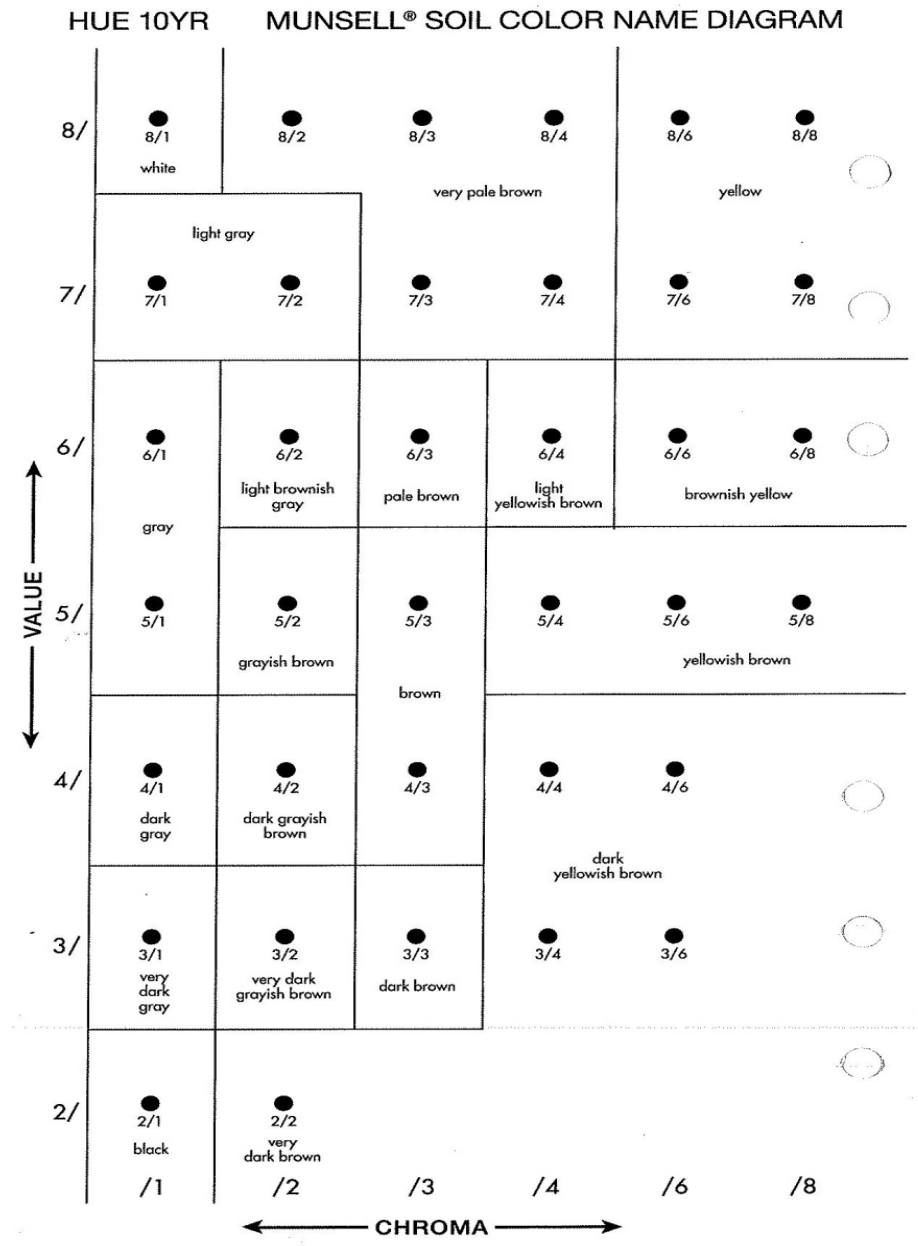 HUE 10YR MUNSELL® SOIL COLOR NAME DIAGRAM
8/ 8/1 8/2 8/3 8/4 8/6 8/8
white
very pale brown yellow
light gray
7/ 7/1 7/2 7/3 7/4 7/6 7/8
6/ 6/1 6/2 6/3 6/4 6/6 6/8
light brownish
gray
pale brown
light
yellowish brown
brownish yellow
gray
VALUE
5/ 5/1 5/2 5/3 5/4 5/6 5/8
grayish brown
yellowish brown
brown
4/ 4/1 4/2 4/3 4/4 4/6
dark
gray
dark grayish
brown
dark
yellowish brown
3/ 3/1 3/2 3/3 3/4 3/6
very
dark
gray
very dark
grayish brown
dark brown
2/ 2/1 2/2
black
very
dark brown
/1 /2 /3 /4 /6 /8
CHROMA